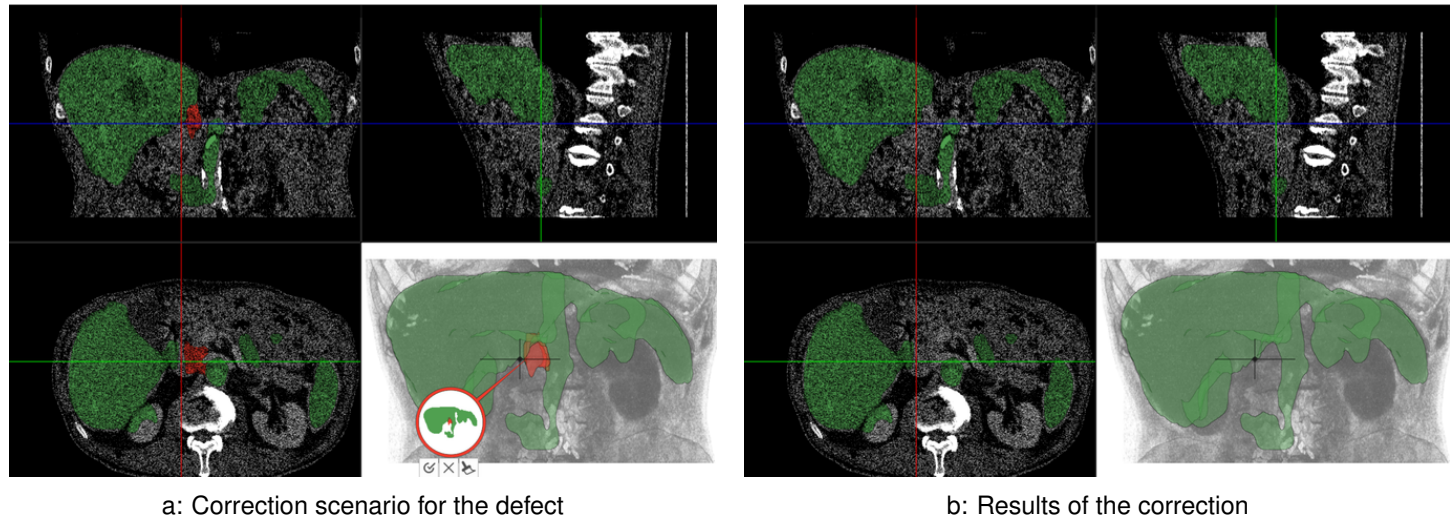 a: Correction scenario for the defect
b: Results of the correction